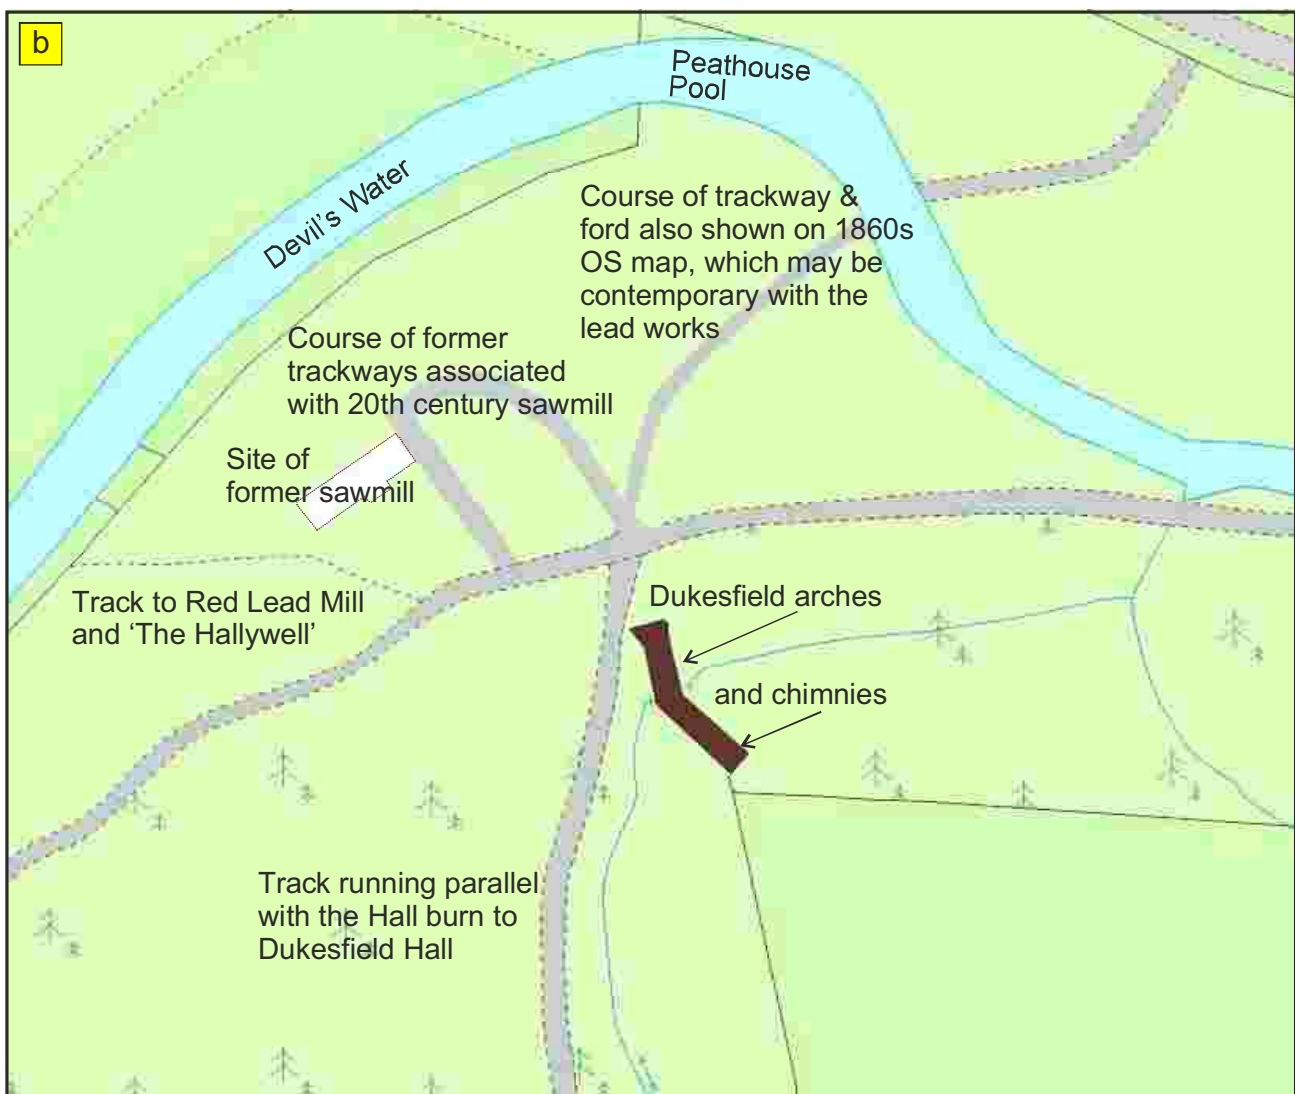 b
Peathouse
Pool
Devil's Water
Course of trackway &
ford also shown on 1860s
OS map, which may be
contemporary with the
lead works
Course of former
trackways associated
with 20th century sawmill
Site of
former sawmill
Track to Red Lead Mill
and ‘The Hallywell’
Dukesfield arches
and chimnies
Track running parallel
with the Hall burn to
Dukesfield Hall